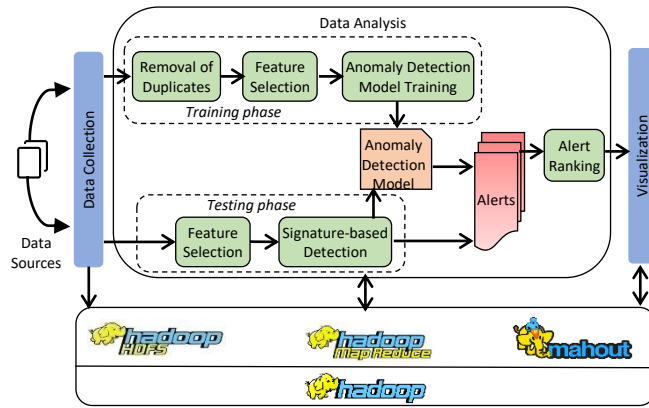 Data Analysis
Removal of
Duplicates
Feature
Selection
Anomaly Detection
Model Training
Training phase
Data Collection
Anomaly
Detection
Model
Alerts
Alert
Ranking
Visualization
Testing phase
Feature
Selection
Signature-based
Detection
Data
Sources
hadoop
HDFS
hadoop
Map Reduce
mahout
hadoop